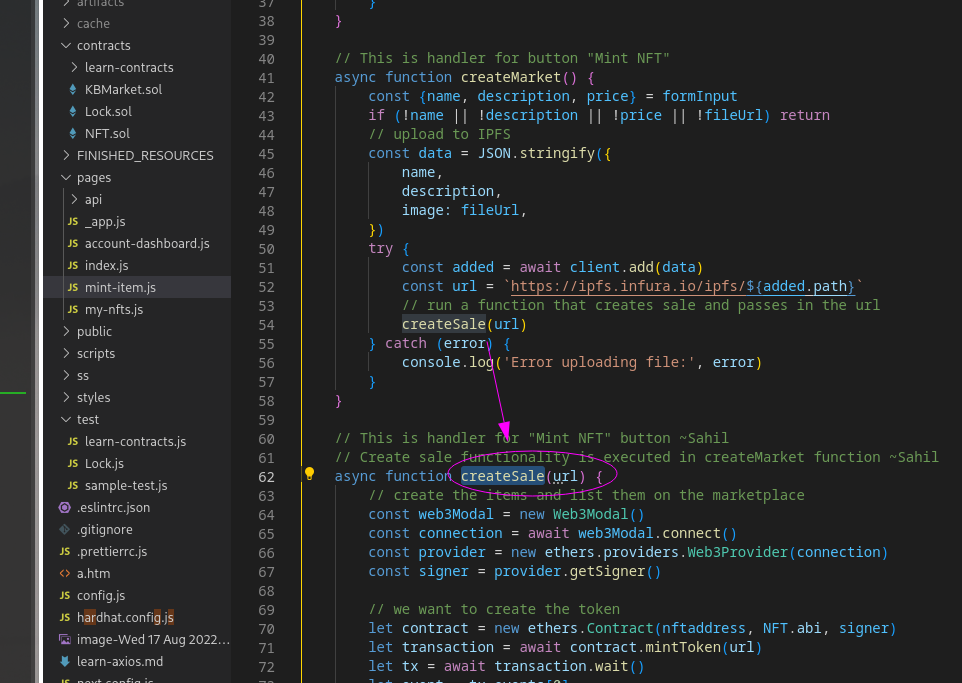 artifacts
cache
contracts
learn-contracts
KBMarket.sol
Lock.sol
NFT.sol
FINISHED_RESOURCES
pages
api
JS _app.js
JS account-dashboard.js
JS index.js
JS mint-item.js
JS my-nfts.js
public
scripts
ss
styles
test
JS learn-contracts.js
JS Lock.js
JS sample-test.js
.eslintrc.json
.gitignore
JS .prettierrc.js
<> a.htm
JS config.js
JS hardhat.config.js
image-Wed 17 Aug 2022...
learn-axios.md
JS next.config.js
37 }
38 }
39
40 // This is handler for button "Mint NFT"
41 async function createMarket() {
42 const {name, description, price} = formInput
43 if (!name || !description || !price || !fileUrl) return
44 // upload to IPFS
45 const data = JSON.stringify({
46 name,
47 description,
48 image: fileUrl,
49 })
50 try {
51 const added = await client.add(data)
52 const url = `https://ipfs.infura.io/ipfs/${added.path}`
53 // run a function that creates sale and passes in the url
54 createSale(url)
55 } catch (error) {
56 console.log('Error uploading file:', error)
57 }
58 }
59
60 // This is handler for "Mint NFT" button ~Sahil
61 // Create sale functionality is executed in createMarket function ~Sahil
62 async function createSale(url) {
63 // create the items and list them on the marketplace
64 const web3Modal = new Web3Modal()
65 const connection = await web3Modal.connect()
66 const provider = new ethers.providers.Web3Provider(connection)
67 const signer = provider.getSigner()
68
69 // we want to create the token
70 let contract = new ethers.Contract(nftaddress, NFT.abi, signer)
71 let transaction = await contract.mintToken(url)
72 let tx = await transaction.wait()
73 let event = tx.events[0]